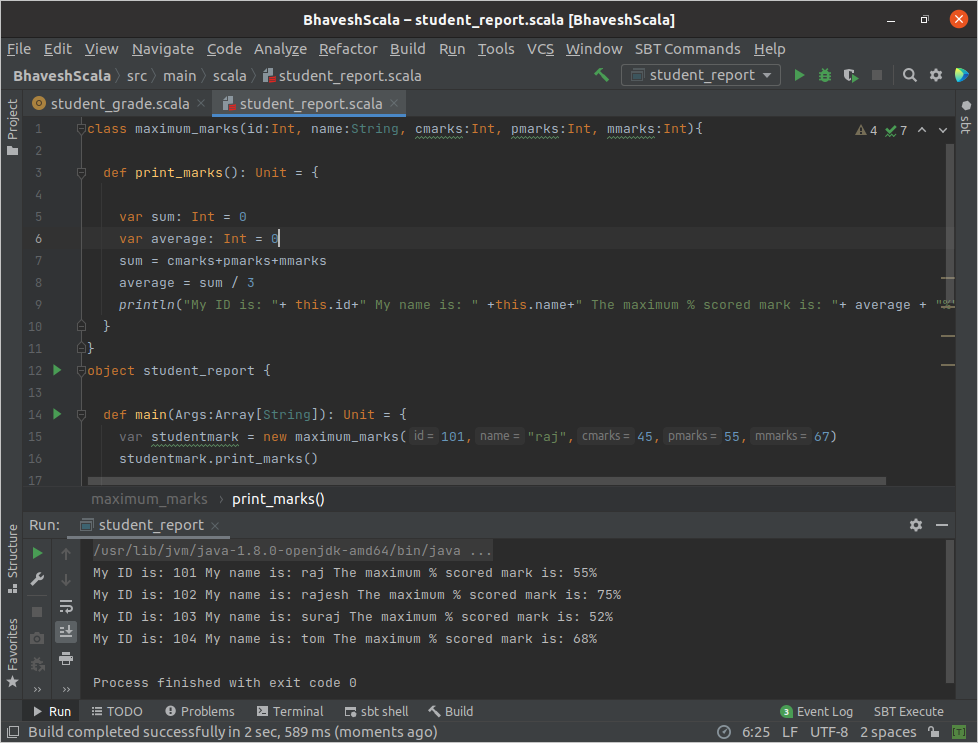 BhaveshScala – student_report.scala [BhaveshScala]
File Edit View Navigate Code Analyze Refactor Build Run Tools VCS Window SBT Commands Help
BhaveshScala src main scala student_report.scala student_report
Project
student_grade.scala student_report.scala
sbt
1 class maximum_marks(id:Int, name:String, cmarks:Int, pmarks:Int, mmarks:Int){ 4 7
2
3 def print_marks(): Unit = {
4
5 var sum: Int = 0
6 var average: Int = 0
7 sum = cmarks+pmarks+mmarks
8 average = sum / 3
9 println("My ID is: "+ this.id+" My name is: " +this.name+" The maximum % scored mark is: "+ average + "%"
10 }
11 }
12 object student_report {
13
14 def main(Args:Array[String]): Unit = {
15 var studentmark = new maximum_marks( id = 101, name = "raj", cmarks = 45, pmarks = 55, mmarks = 67)
16 studentmark.print_marks()
17
maximum_marks › print_marks()
Run: student_report
Structure
Favorites
/usr/lib/jvm/java-1.8.0-openjdk-amd64/bin/java ...
My ID is: 101 My name is: raj The maximum % scored mark is: 55%
My ID is: 102 My name is: rajesh The maximum % scored mark is: 75%
My ID is: 103 My name is: suraj The maximum % scored mark is: 52%
My ID is: 104 My name is: tom The maximum % scored mark is: 68%
Process finished with exit code 0
Run TODO Problems Terminal sbt shell Build 3 Event Log SBT Execute
Build completed successfully in 2 sec, 589 ms (moments ago) 6:25 LF UTF-8 2 spaces [T]